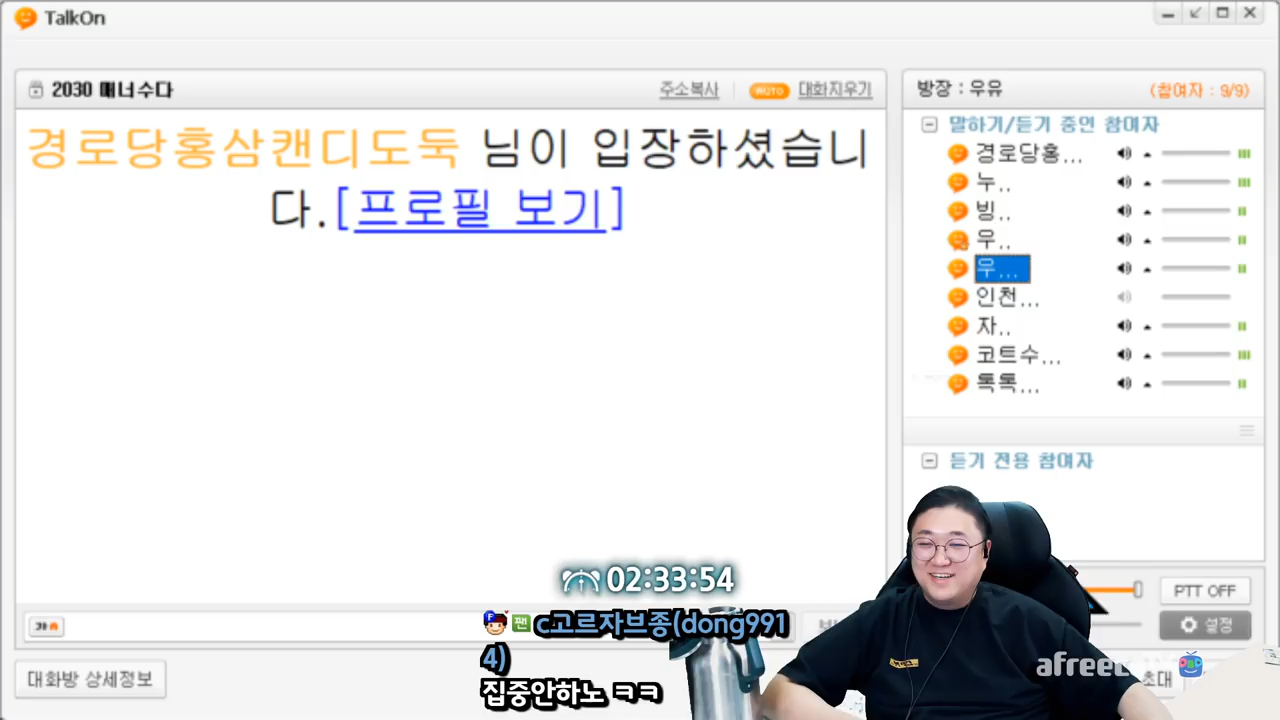 TalkOn
2030 매너수다
주소복사
AUTO
대화지우기
방장 : 우유
(참여자 : 9/9)
경로당홍삼캔디도둑 님이 입장하셨습니
다.[프로필 보기]
말하기/듣기 중인 참여자
경로당홍...
누..
빙..
우..
우...
인천...
자..
코트수...
톡톡...
듣기 전용 참여자
02:33:54
PTT OFF
팬 c고르자브종(dong991
4)
설정
집중안하노 ㅋㅋ
가
대화방 상세정보
초대